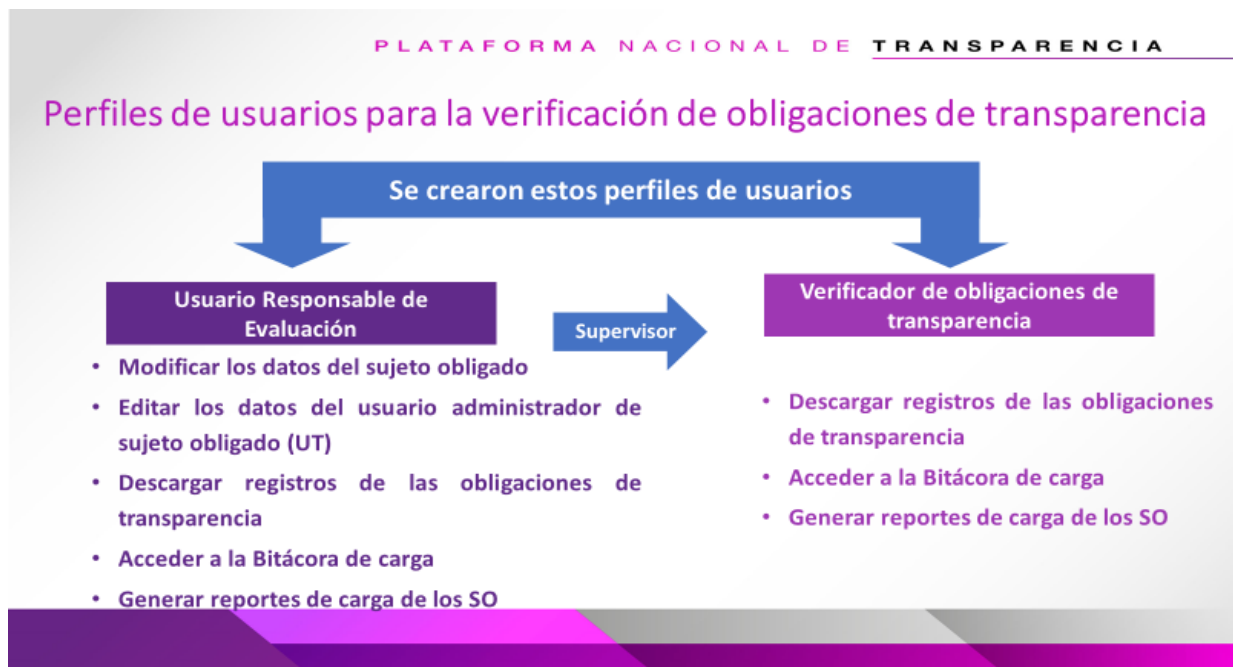 PLATAFORMA NACIONAL DE TRANSPARENCIA
Perfiles de usuarios para la verificación de obligaciones de transparencia
Se crearon estos perfiles de usuarios
Usuario Responsable de
Evaluación
Supervisor
Verificador de obligaciones de
transparencia
• Modificar los datos del sujeto obligado
• Editar los datos del usuario administrador de
sujeto obligado (UT)
• Descargar registros de las obligaciones de
transparencia
• Acceder a la Bitácora de carga
• Generar reportes de carga de los SO
• Descargar registros de las obligaciones
de transparencia
• Acceder a la Bitácora de carga
• Generar reportes de carga de los SO